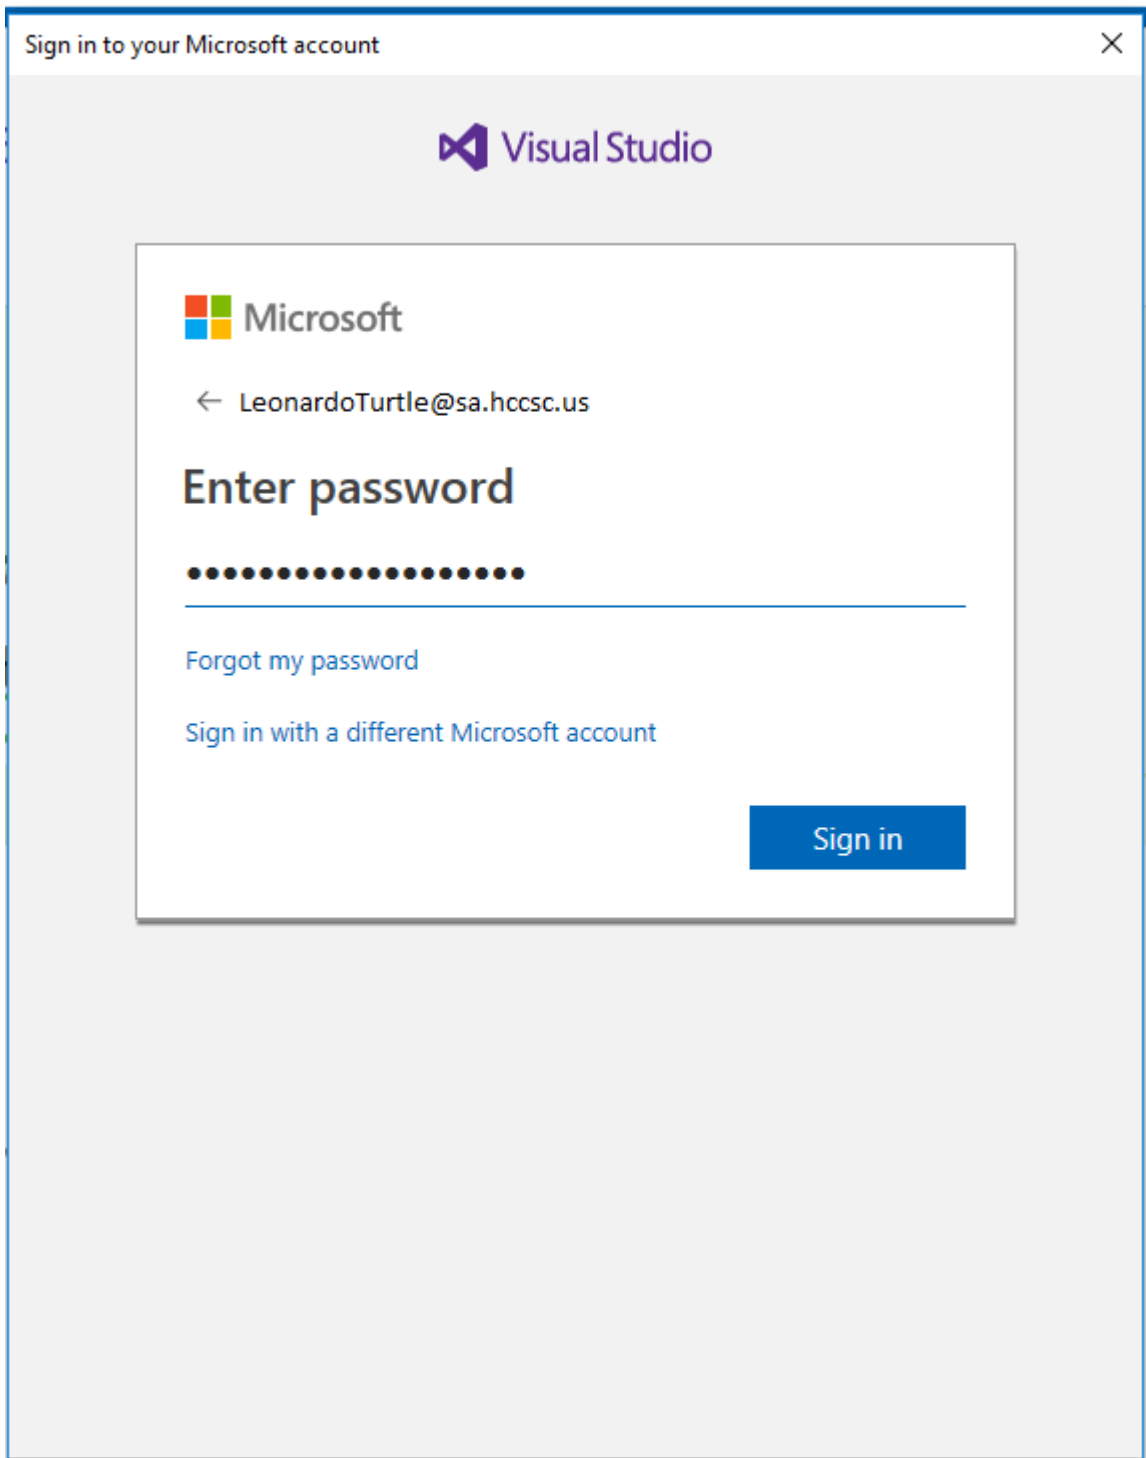 Sign in to your Microsoft account
Visual Studio
Microsoft
LeonardoTurtle@sa.hccsc.us
Enter password
Forgot my password
Sign in with a different Microsoft account
Sign in